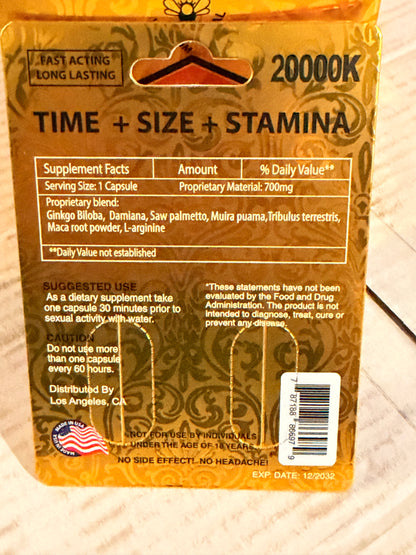 FAST ACTING
LONG LASTING
20000K
TIME + SIZE + STAMINA
Supplement Facts Amount % Daily Value**
Serving Size: 1 Capsule Proprietary Material: 700mg
Proprietary blend:
Ginkgo Biloba, Damiana, Saw palmetto, Muira puama,Tribulus terrestris,
Maca root powder, L-arginine
**Daily Value not established
SUGGESTED USE
As a dietary supplement take
one capsule 30 minutes prior to
sexual activity with water.
*These statements have not been
evaluated by the Food and Drug
Administration. The product is not
intended to diagnose, treat, cure or
prevent any disease.
CAUTION
Do not use more
than one capsule
every 60 hours.
Distributed By
Los Angeles, CA
MADE IN USA
NOT FOR USE BY INDIVIDUALS
UNDER THE AGE OF 18 YEARS
NO SIDE EFFECT! NO HEADACHE!
7 87188 86697 9
EXP. DATE: 12/2032